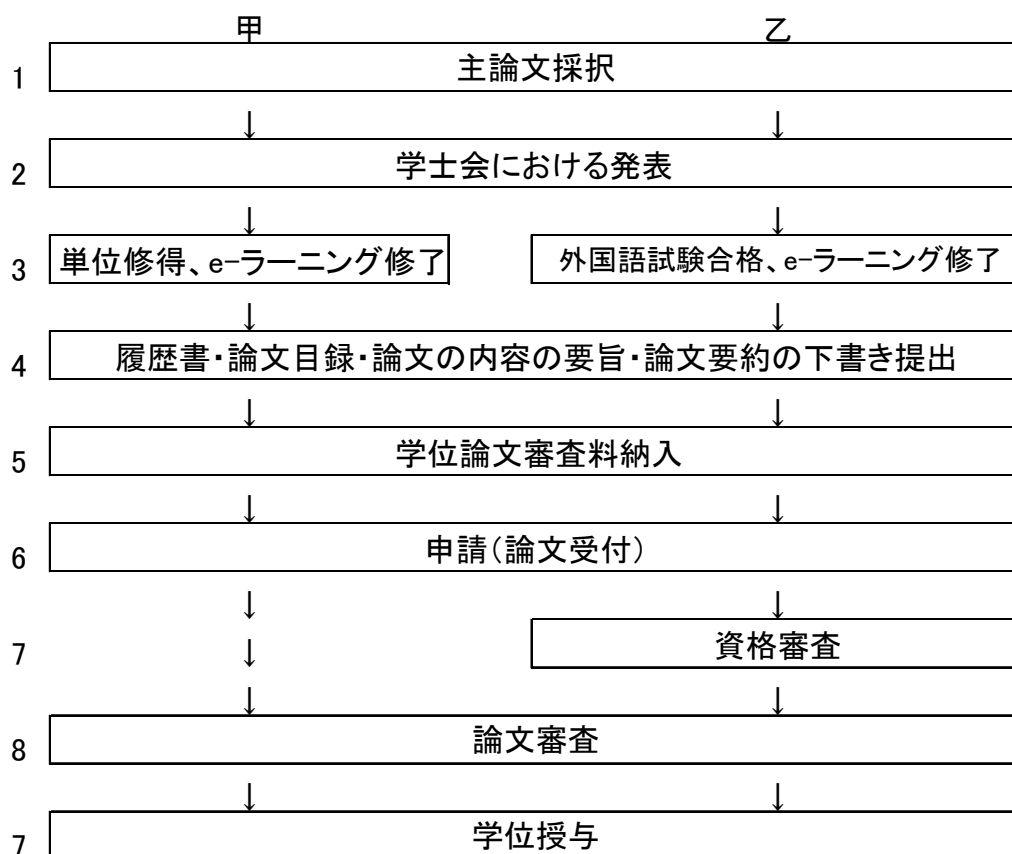 甲 乙
1 主論文採択
↓ ↓
2 学士会における発表
↓ ↓
3 単位修得、e-ラーニング修了 外国語試験合格、e-ラーニング修了
↓ ↓
4 履歴書・論文目録・論文の内容の要旨・論文要約の下書き提出
↓ ↓
5 学位論文審査料納入
↓ ↓
6 申請(論文受付)
↓ ↓
7 ↓ 資格審査
↓ ↓
8 論文審査
↓ ↓
7 学位授与